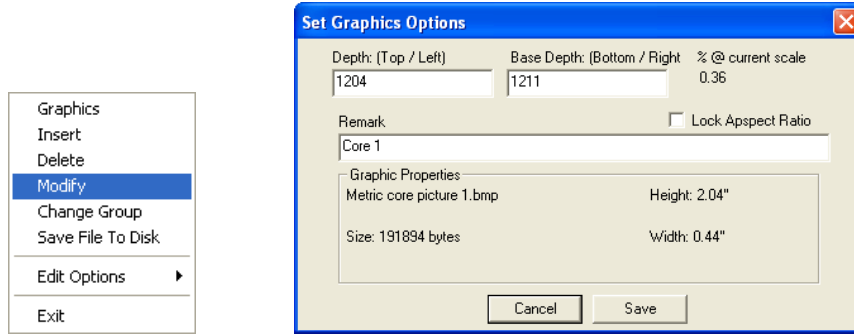 Graphics
Insert
Delete
Modify
Change Group
Save File To Disk
Edit Options
Exit
Set Graphics Options
Depth: (Top / Left) Base Depth: (Bottom / Right % @ current scale
1204 1211 0.36
Remark Lock Apspect Ratio
Core 1
Graphic Properties
Metric core picture 1.bmp Height: 2.04"
Size: 191894 bytes Width: 0.44"
Cancel Save